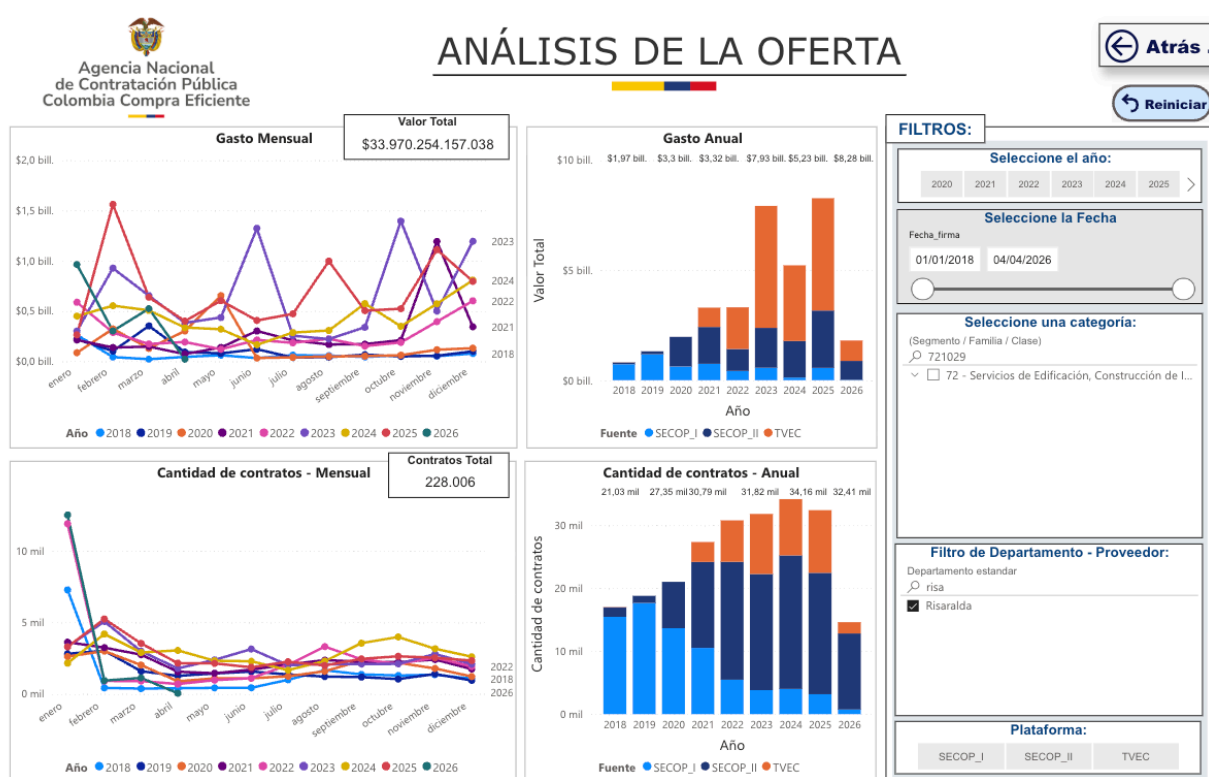 Agencia Nacional
de Contratación Pública
Colombia Compra Eficiente
ANÁLISIS DE LA OFERTA
Atrás .
Reiniciar
Gasto Mensual
Valor Total
$33.970.254.157.038
$2,0 bill.
$1,5 bill.
$1,0 bill.
$0,5 bill.
$0,0 bill.
2023
2024
2022
2021
2018
enero
febrero
marzo
abril
mayo
junio
julio
agosto
septiembre
octubre
noviembre
diciembre
Año 2018 2019 2020 2021 2022 2023 2024 2025 2026
Gasto Anual
$1,97 bill. $3,3 bill. $3,32 bill. $7,93 bill. $5,23 bill. $8,28 bill.
$10 bill.
$5 bill.
$0 bill.
Valor Total
2018 2019 2020 2021 2022 2023 2024 2025 2026
Año
Fuente SECOP_I SECOP_II TVEC
Cantidad de contratos - Mensual
Contratos Total
228.006
10 mil
5 mil
0 mil
2022
2018
2026
enero
febrero
marzo
abril
mayo
junio
julio
agosto
septiembre
octubre
noviembre
diciembre
Año 2018 2019 2020 2021 2022 2023 2024 2025 2026
Cantidad de contratos - Anual
21,03 mil 27,35 mil 30,79 mil 31,82 mil 34,16 mil 32,41 mil
30 mil
20 mil
10 mil
0 mil
Cantidad de contratos
2018 2019 2020 2021 2022 2023 2024 2025 2026
Año
Fuente SECOP_I SECOP_II TVEC
FILTROS:
Seleccione el año:
2020 2021 2022 2023 2024 2025
Seleccione la Fecha
Fecha_firma
01/01/2018 04/04/2026
Seleccione una categoría:
(Segmento / Familia / Clase)
721029
72 - Servicios de Edificación, Construcción de I...
Filtro de Departamento - Proveedor:
Departamento estandar
risa
Risaralda
Plataforma:
SECOP_I SECOP_II TVEC